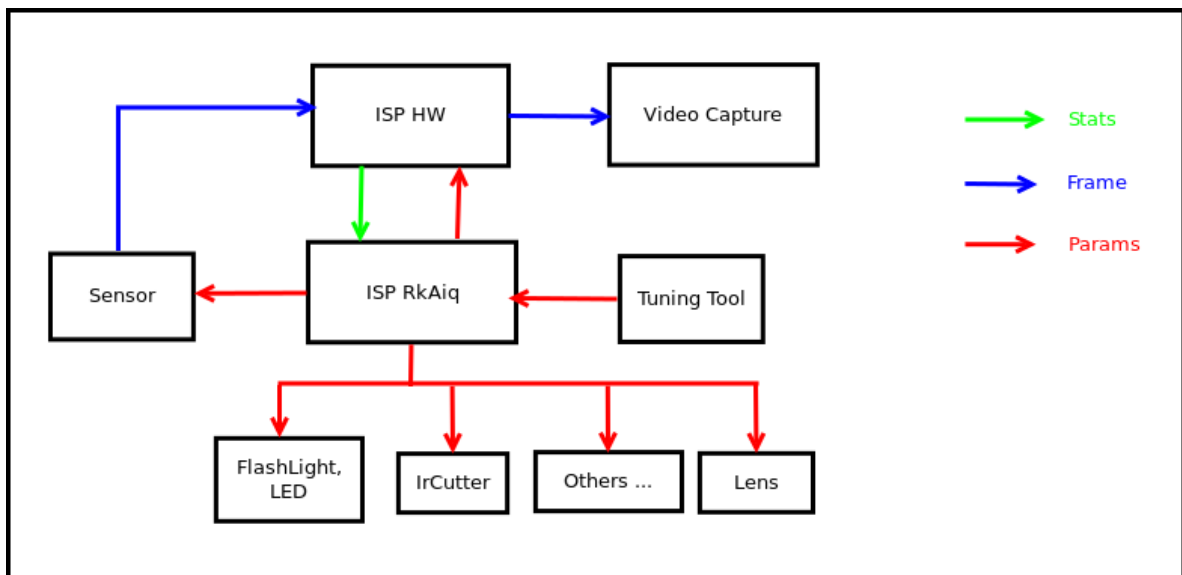 ISP HW
Video Capture
Stats
Frame
Params
Sensor
ISP RkAiq
Tuning Tool
FlashLight,
LED
IrCutter
Others ...
Lens